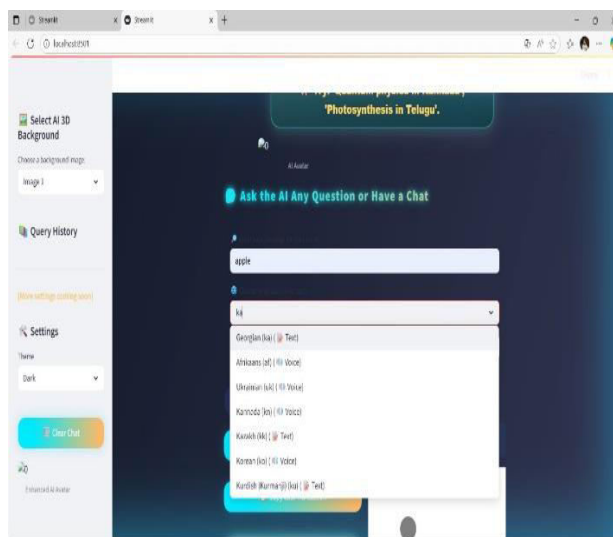 Streamlit
Streamlit
localhost:8501
Select AI 3D
Background
Choose a background image
Image 1
Query History
[More settings coming soon]
Settings
Theme
Dark
Clear Chat
Enhanced AI Avatar
'Photosynthesis in Telugu'.
AI Avatar
Ask the AI Any Question or Have a Chat
apple
ka
Georgian (ka) ( Text)
Afrikaans (af) ( Voice)
Ukrainian (uk) ( Voice)
Kannada (kn) ( Voice)
Kazakh (kk) ( Text)
Korean (ko) ( Voice)
Kurdish (Kurmanji) (ku) ( Text)